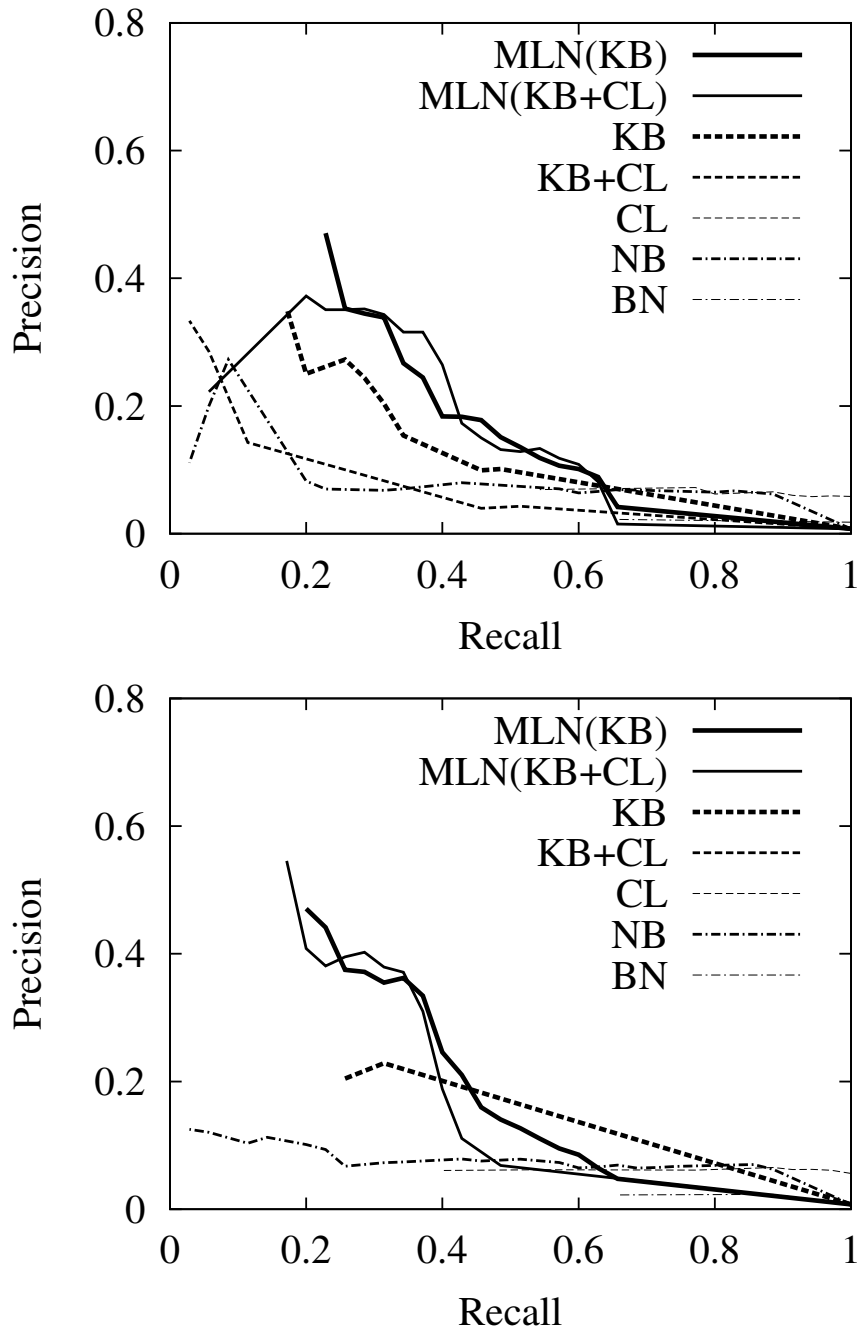 0.8
MLN(KB)
MLN(KB+CL)
0.6
KB
KB+CL
CL
Precision
0.4
NB
BN
0.2
0
0 0.2 0.4 0.6 0.8 1
Recall
0.8
MLN(KB)
MLN(KB+CL)
0.6
KB
KB+CL
CL
Precision
0.4
NB
BN
0.2
0
0 0.2 0.4 0.6 0.8 1
Recall